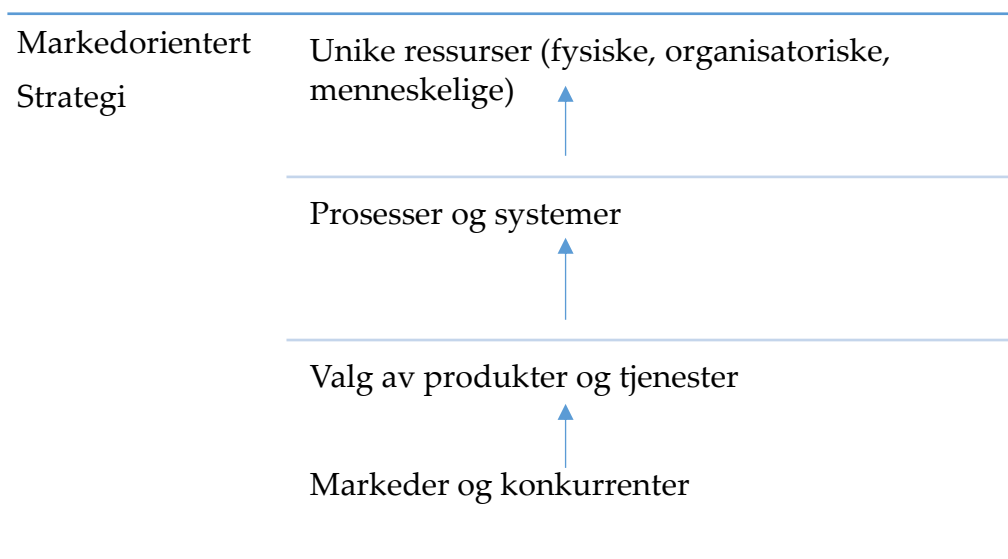 Markedorientert
Strategi
Unike ressurser (fysiske, organisatoriske,
menneskelige)
Prosesser og systemer
Valg av produkter og tjenester
Markeder og konkurrenter